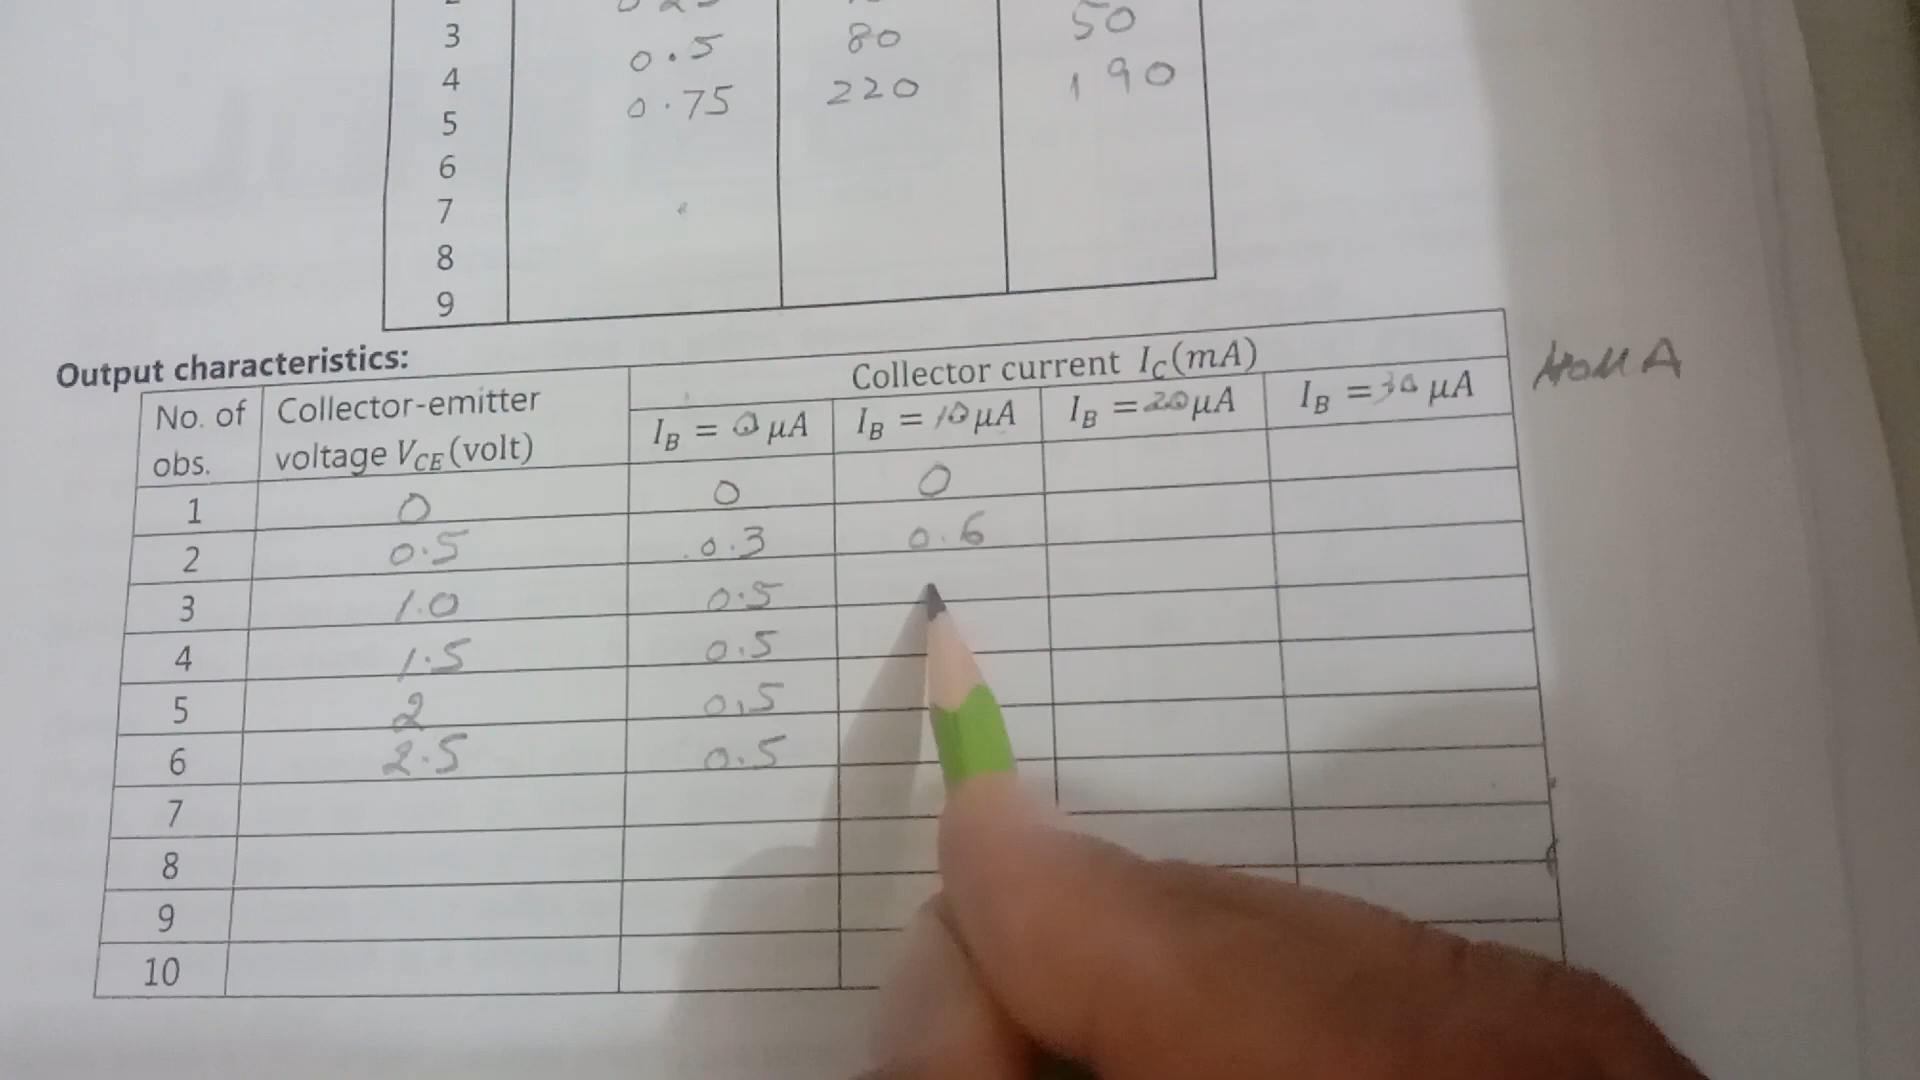 3 0.5 80 50
4 0.75 220 190
5
6
7
8
9
Output characteristics:
No. of obs. Collector-emitter voltage V_CE(volt) Collector current I_C(mA)
I_B = 0 μA I_B = 10 μA I_B = 20 μA I_B = 30 μA
1 0 0 0
2 0.5 0.3 0.6
3 1.0 0.5
4 1.5 0.5
5 2 0.5
6 2.5 0.5
7
8
9
10